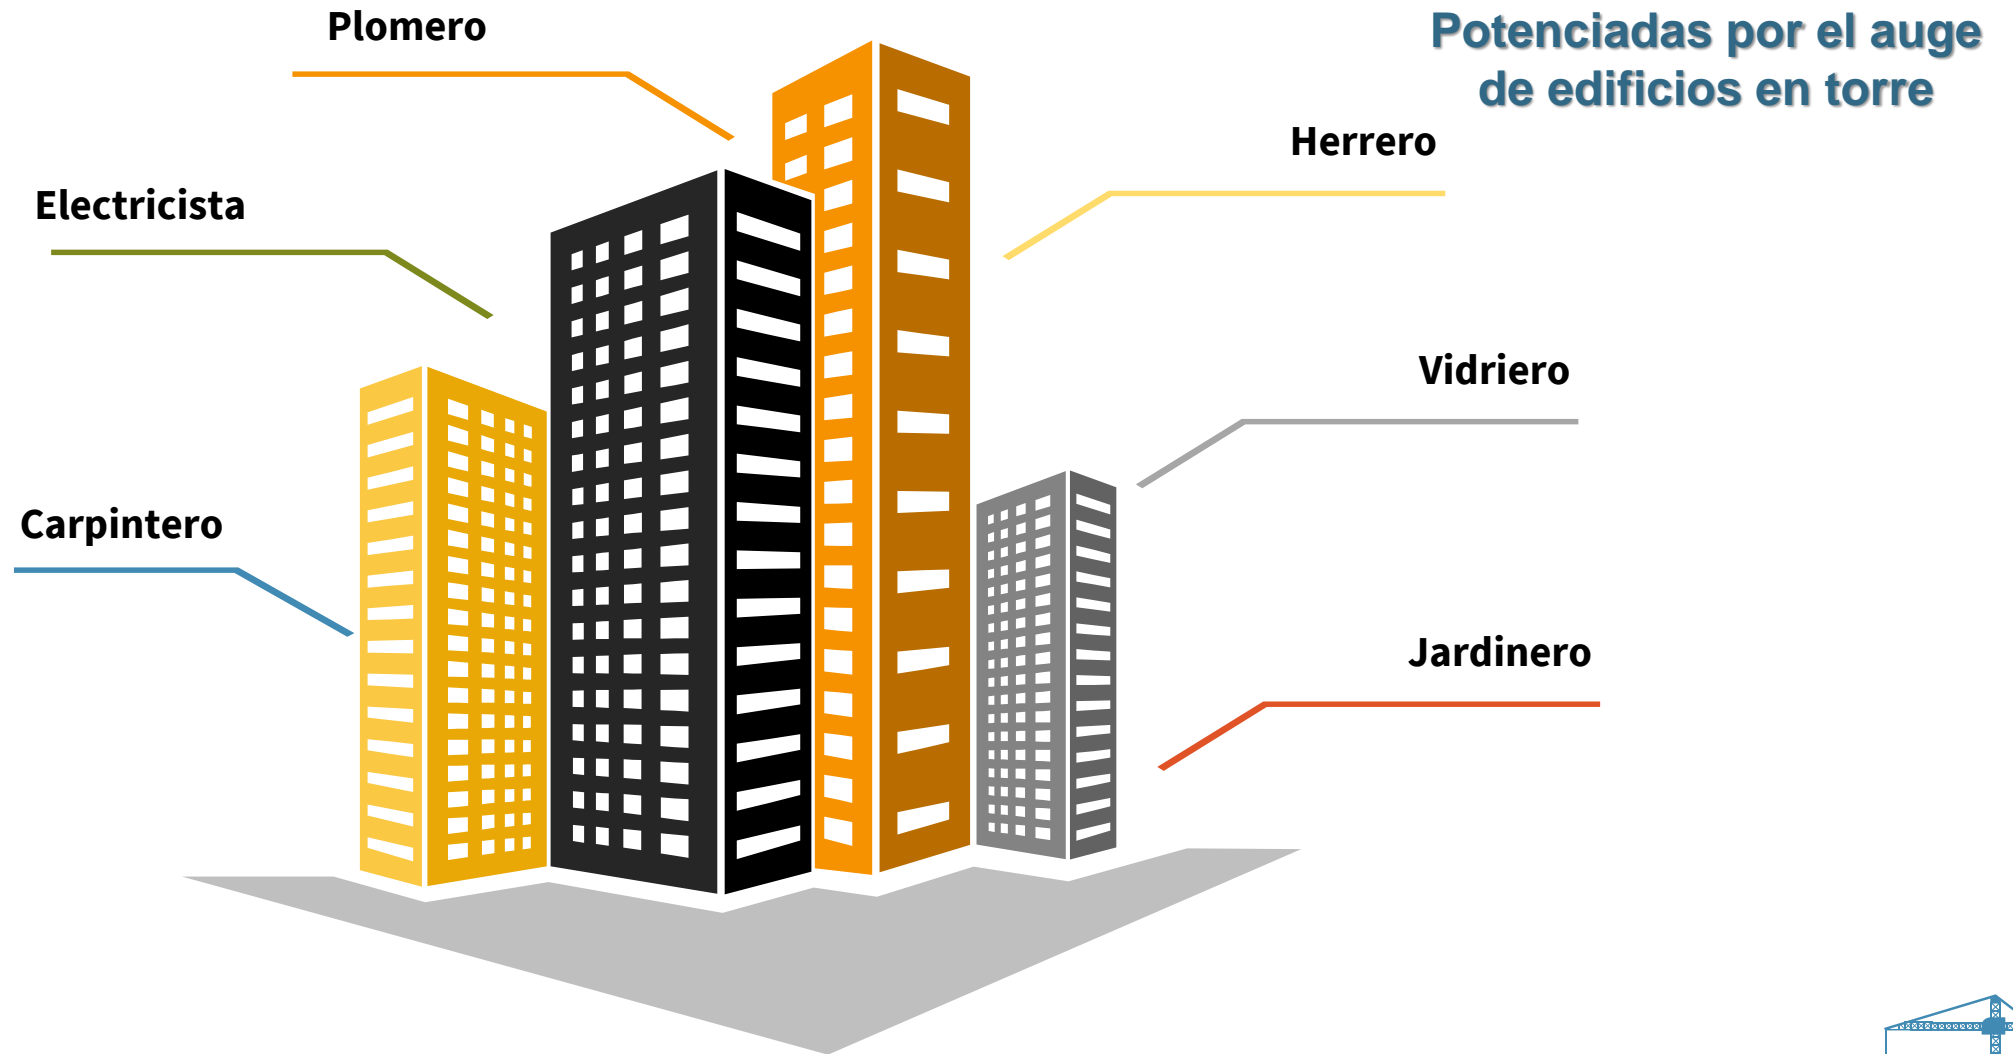 Potenciadas por el auge
de edificios en torre
Plomero
Herrero
Electricista
Vidriero
Carpintero
Jardinero